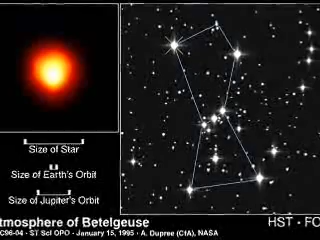 Size of Star
Size of Earth's Orbit
Size of Jupiter's Orbit
tmosphere of Betelgeuse
HST · FO
C96-04 · ST ScI OPO · January 15, 1995 · A. Dupree (CfA), NASA